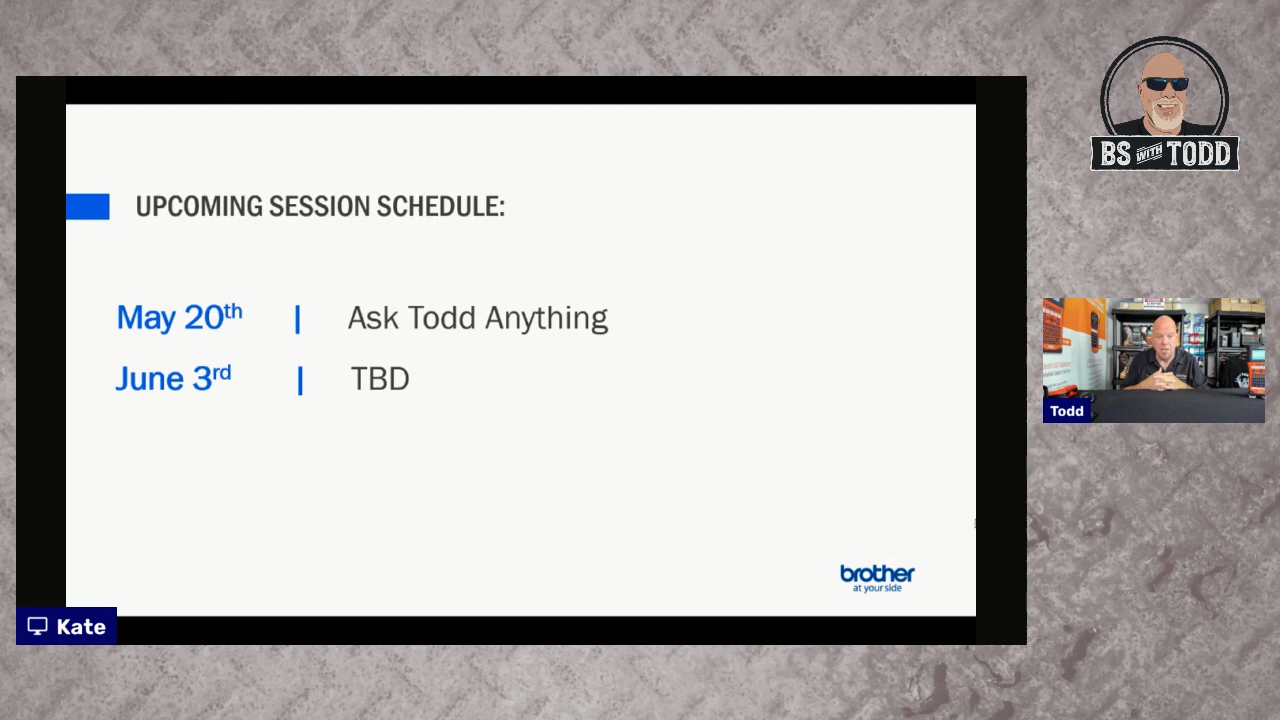 BS WITH TODD
UPCOMING SESSION SCHEDULE:
May 20th | Ask Todd Anything
June 3rd | TBD
brother
at your side
Todd
Kate